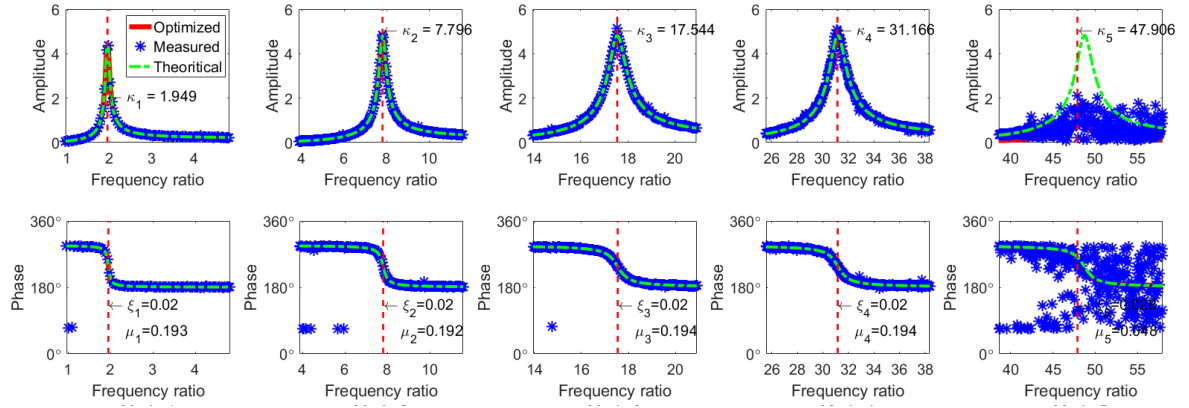 Optimized
Measured
Theoritical
Amplitude
0 2 4 6
← κ1 = 1.949
1 2 3 4
Frequency ratio
Amplitude
0 2 4 6
← κ2 = 7.796
4 6 8 10
Frequency ratio
Amplitude
0 2 4 6
← κ3 = 17.544
14 16 18 20
Frequency ratio
Amplitude
0 2 4 6
← κ4 = 31.166
26 28 30 32 34 36 38
Frequency ratio
Amplitude
0 2 4 6
← κ5 = 47.906
40 45 50 55
Frequency ratio
Phase
0° 180° 360°
← ξ1=0.02
μ1=0.193
1 2 3 4
Frequency ratio
Phase
0° 180° 360°
← ξ2=0.02
μ2=0.192
4 6 8 10
Frequency ratio
Phase
0° 180° 360°
← ξ3=0.02
μ3=0.194
14 16 18 20
Frequency ratio
Phase
0° 180° 360°
← ξ4=0.02
μ4=0.194
26 28 30 32 34 36 38
Frequency ratio
Phase
0° 180° 360°
μ5=0.048
40 45 50 55
Frequency ratio